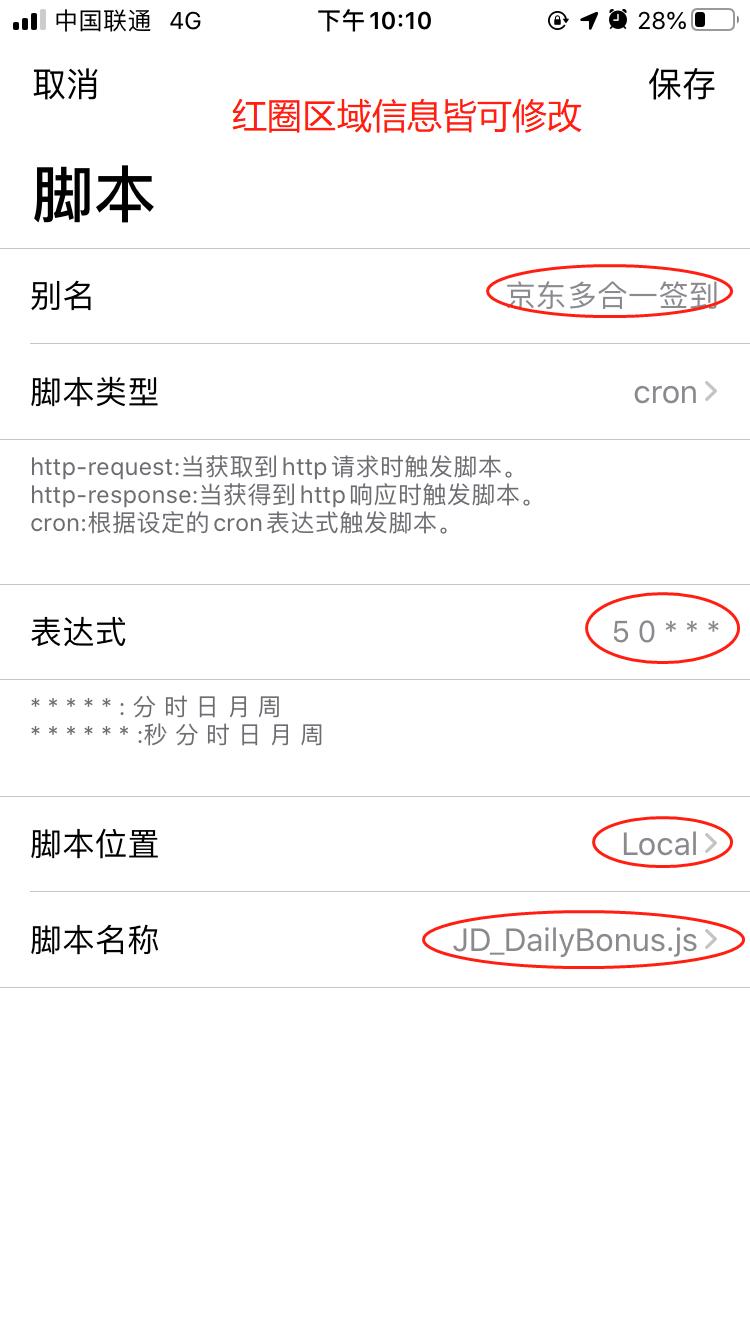 中国联通 4G 下午10:10 28%
取消 保存
红圈区域信息皆可修改
脚本
别名 京东多合一签到
脚本类型 cron
http-request:当获取到http请求时触发脚本。
http-response:当获得到http响应时触发脚本。
cron:根据设定的cron表达式触发脚本。
表达式 5 0 * * *
* * * * * : 分 时 日 月 周
* * * * * * :秒 分 时 日 月 周
脚本位置 Local
脚本名称 JD_DailyBonus.js